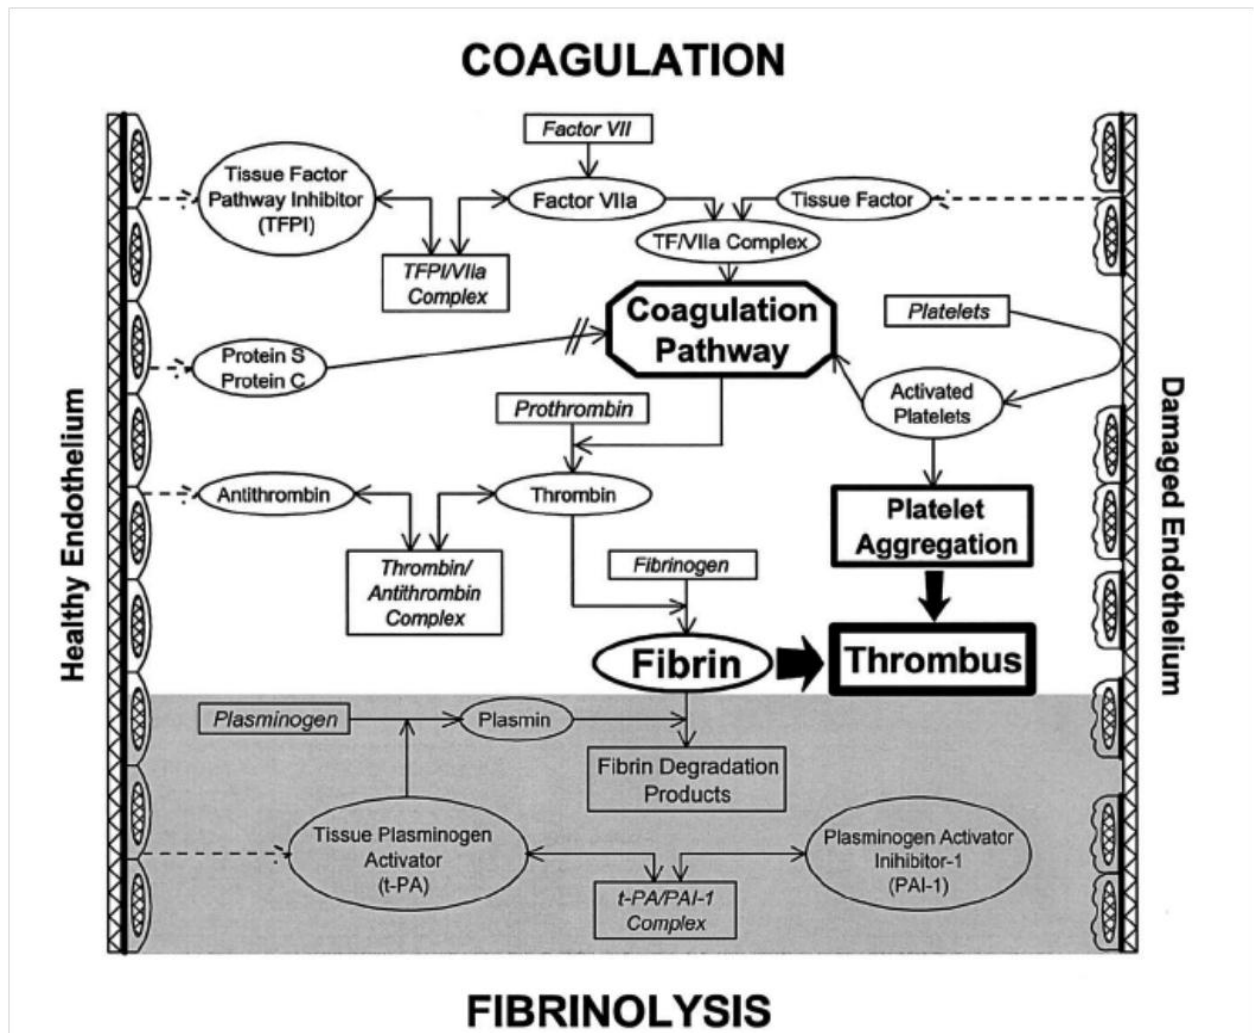 COAGULATION
Factor VII
Tissue Factor
Pathway Inhibitor
(TFPI)
Factor VIIa
Tissue Factor
TF/VIIa Complex
TFPI/VIIa
Complex
Coagulation
Pathway
Platelets
Protein S
Protein C
Activated
Platelets
Prothrombin
Antithrombin
Thrombin
Platelet
Aggregation
Thrombin/
Antithrombin
Complex
Fibrinogen
Fibrin
Thrombus
Healthy Endothelium
Damaged Endothelium
Plasminogen
Plasmin
Fibrin Degradation
Products
Tissue Plasminogen
Activator
(t-PA)
Plasminogen Activator
Inihibitor-1
(PAI-1)
t-PA/PAI-1
Complex
FIBRINOLYSIS